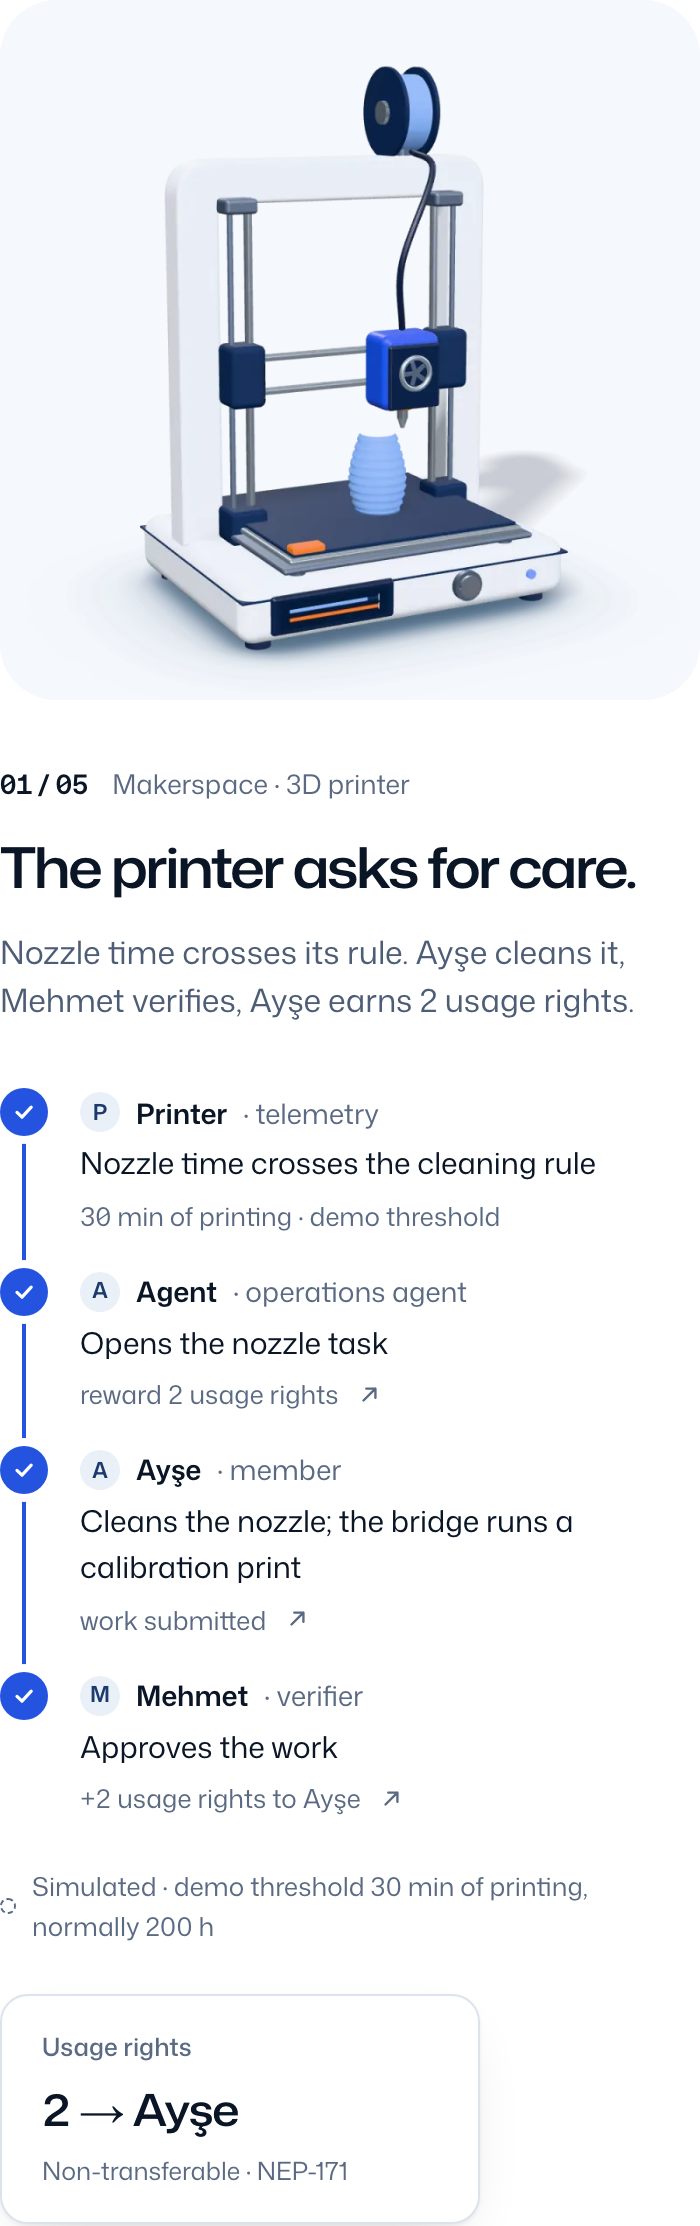 01 / 05 Makerspace · 3D printer
The printer asks for care.
Nozzle time crosses its rule. Ayşe cleans it,
Mehmet verifies, Ayşe earns 2 usage rights.
P Printer · telemetry
Nozzle time crosses the cleaning rule
30 min of printing · demo threshold
A Agent · operations agent
Opens the nozzle task
reward 2 usage rights ↗
A Ayşe · member
Cleans the nozzle; the bridge runs a
calibration print
work submitted ↗
M Mehmet · verifier
Approves the work
+2 usage rights to Ayşe ↗
Simulated · demo threshold 30 min of printing,
normally 200 h
Usage rights
2 → Ayşe
Non-transferable · NEP-171